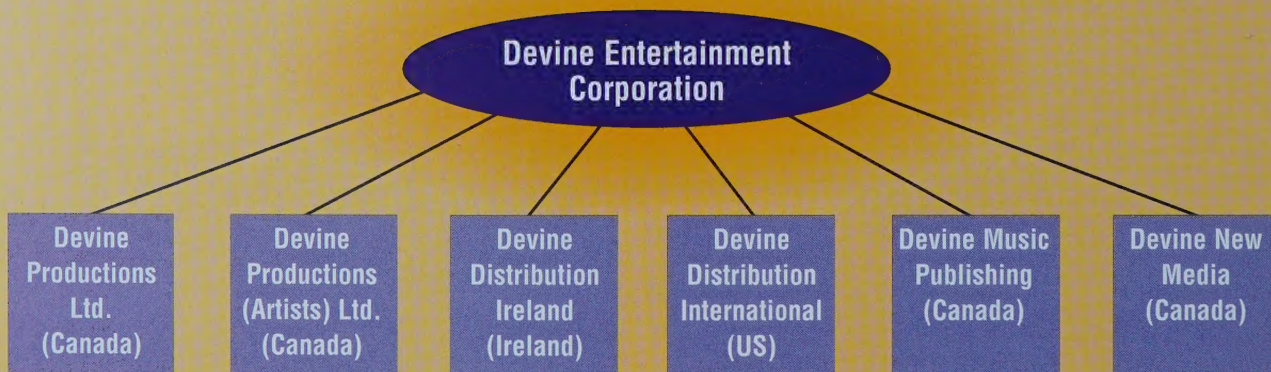 Devine Entertainment
Corporation
Devine
Productions
Ltd.
(Canada)
Devine
Productions
(Artists) Ltd.
(Canada)
Devine
Distribution
Ireland
(Ireland)
Devine
Distribution
International
(US)
Devine Music
Publishing
(Canada)
Devine New
Media
(Canada)